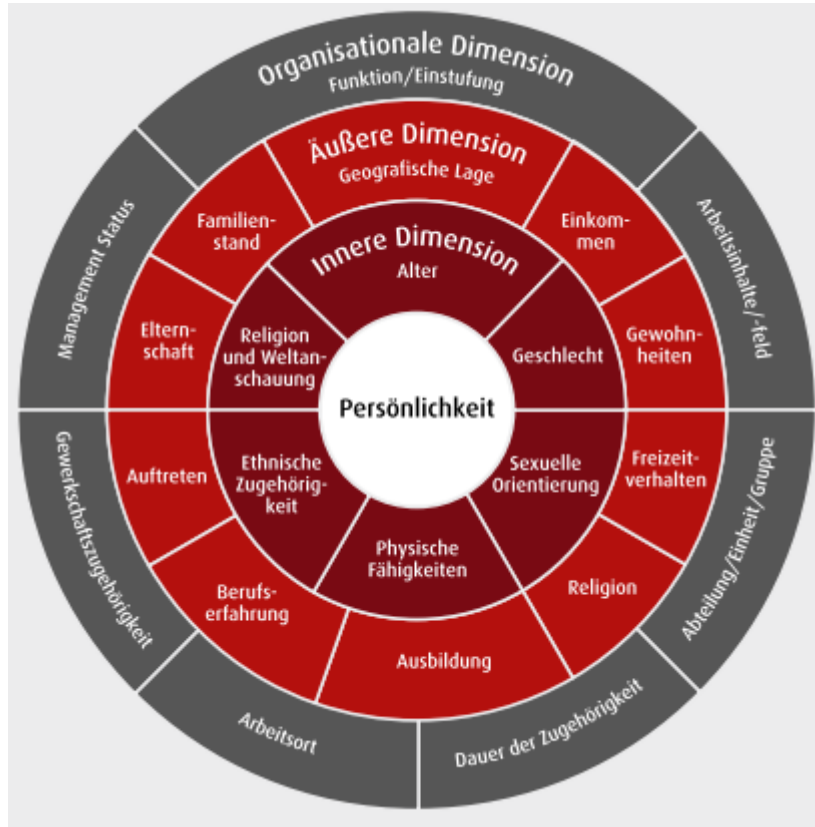 Organisationale Dimension
Funktion/Einstufung
Arbeitsinhalte/-feld
Abteilung/Einheit/Gruppe
Dauer der Zugehörigkeit
Arbeitsort
Gewerkschaftszugehörigkeit
Management Status
Äußere Dimension
Geografische Lage
Einkom-
men
Gewohn-
heiten
Freizeit-
verhalten
Religion
Ausbildung
Berufs-
erfahrung
Auftreten
Eltern-
schaft
Familien-
stand
Innere Dimension
Alter
Geschlecht
Sexuelle
Orientierung
Physische
Fähigkeiten
Ethnische
Zugehörig-
keit
Religion
und Weltan-
schauung
Persönlichkeit